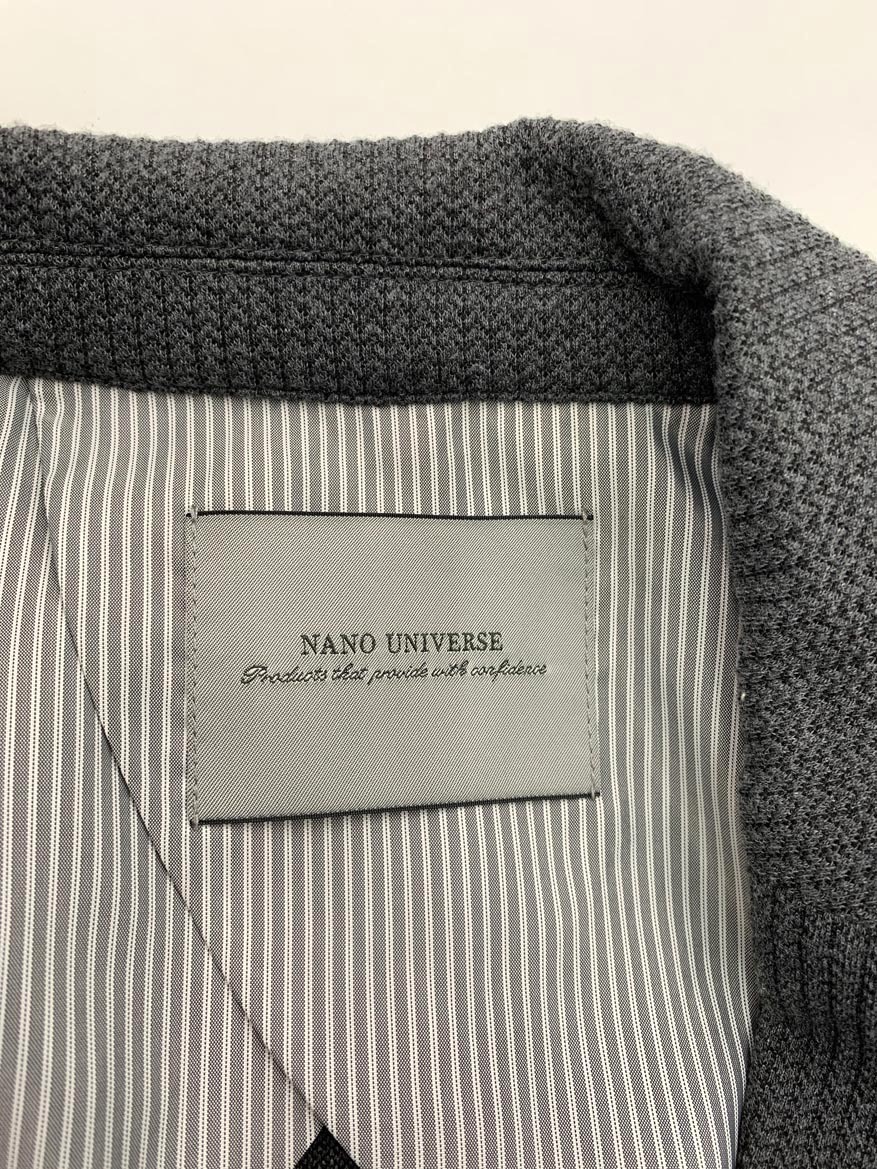 NANO UNIVERSE
Products that provide with confidence